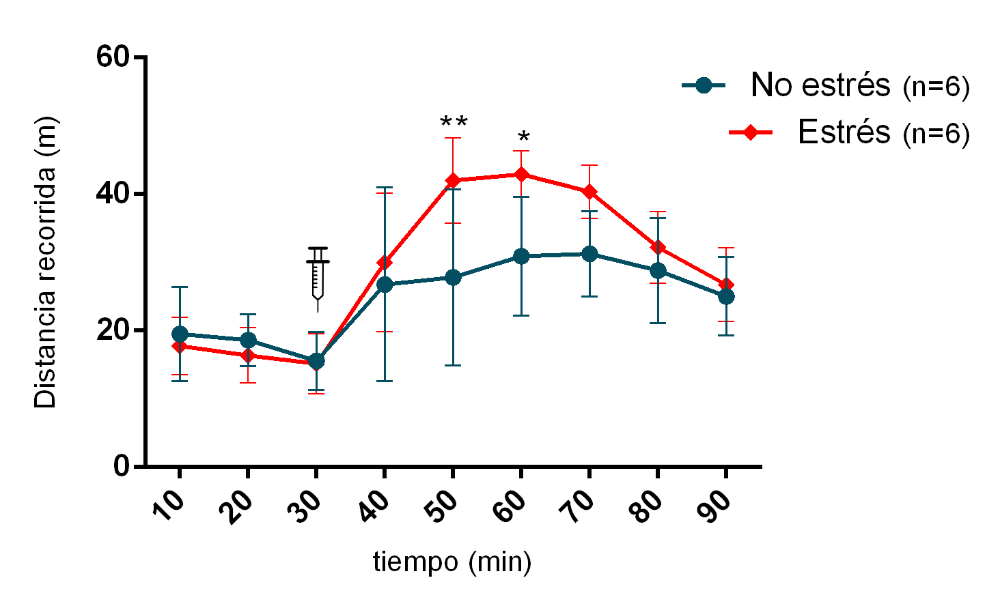 60
40
20
0
Distancia recorrida (m)
No estrés (n=6)
Estrés (n=6)
**
*
10 20 30 40 50 60 70 80 90
tiempo (min)